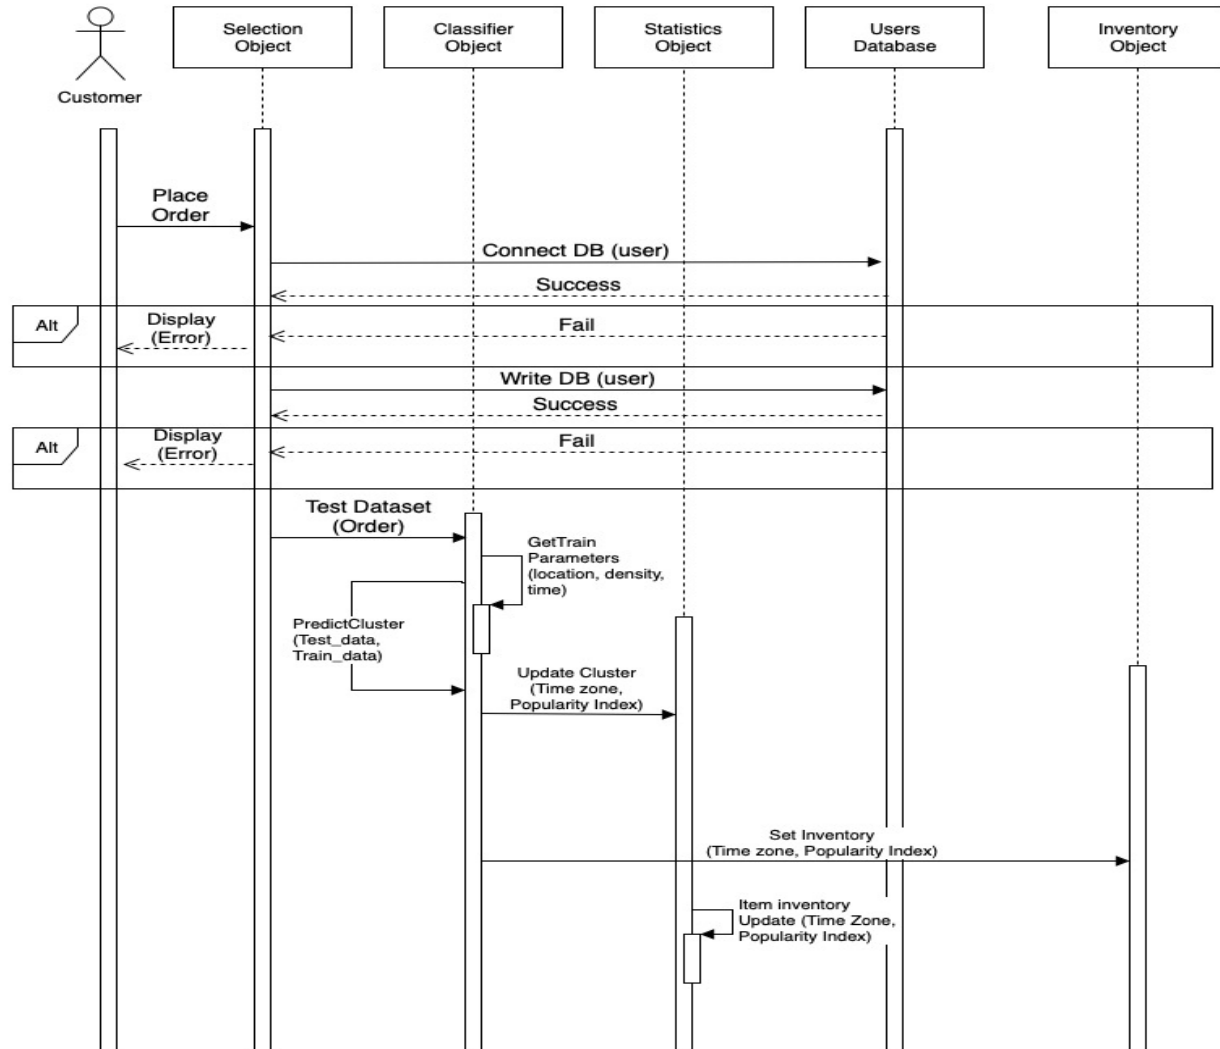 Selection
Object
Classifier
Object
Statistics
Object
Users
Database
Inventory
Object
Customer
Place
Order
Connect DB (user)
Success
Alt
Display
(Error)
Fail
Write DB (user)
Success
Alt
Display
(Error)
Fail
Test Dataset
(Order)
GetTrain
Parameters
(location, density,
time)
PredictCluster
(Test_data,
Train_data)
Update Cluster
(Time zone,
Popularity Index)
Set Inventory
(Time zone, Popularity Index)
Item inventory
Update (Time Zone,
Popularity Index)